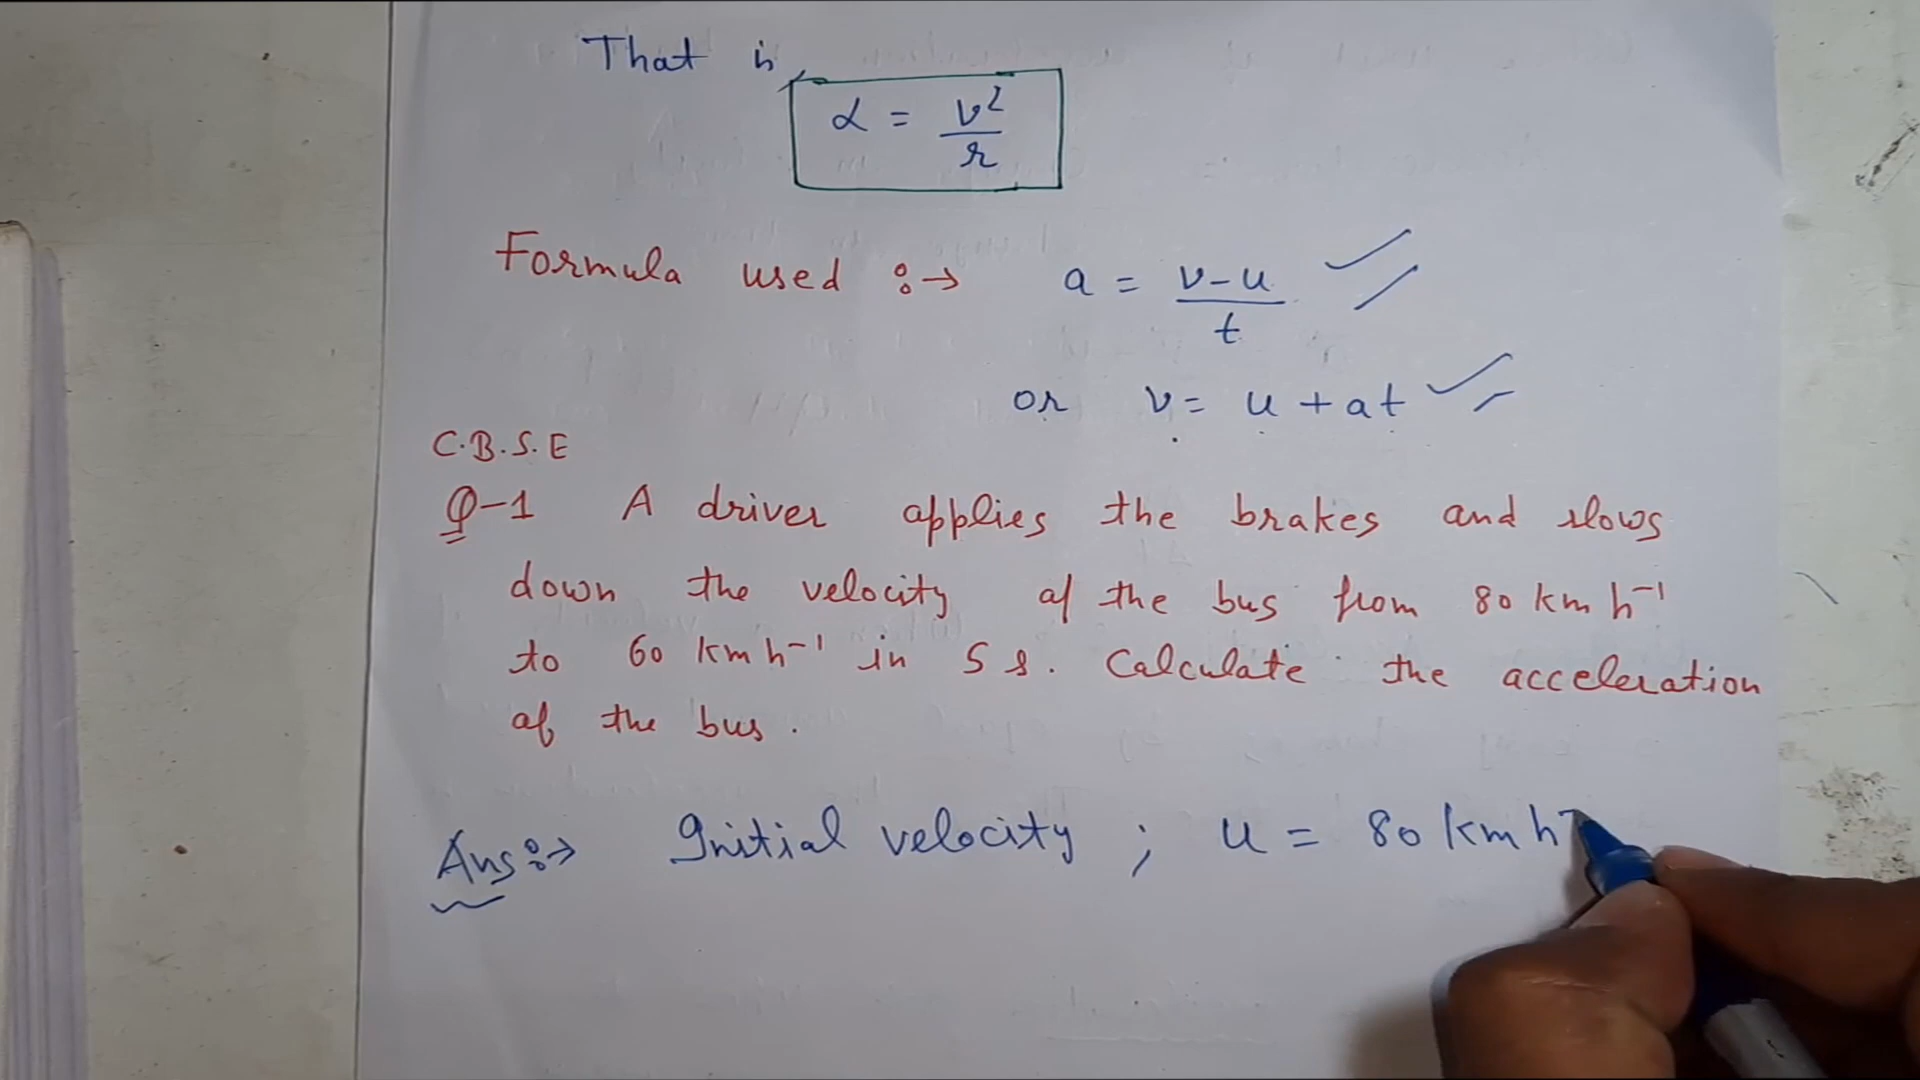 That is
α = v²/r
Formula used :→ a = v-u/t
or v = u + at
C.B.S.E
Q-1 A driver applies the brakes and slows
down the velocity of the bus from 80 km h⁻¹
to 60 km h⁻¹ in 5 s. Calculate the acceleration
of the bus.
Ans:→ Initial velocity ; u = 80 km h⁻